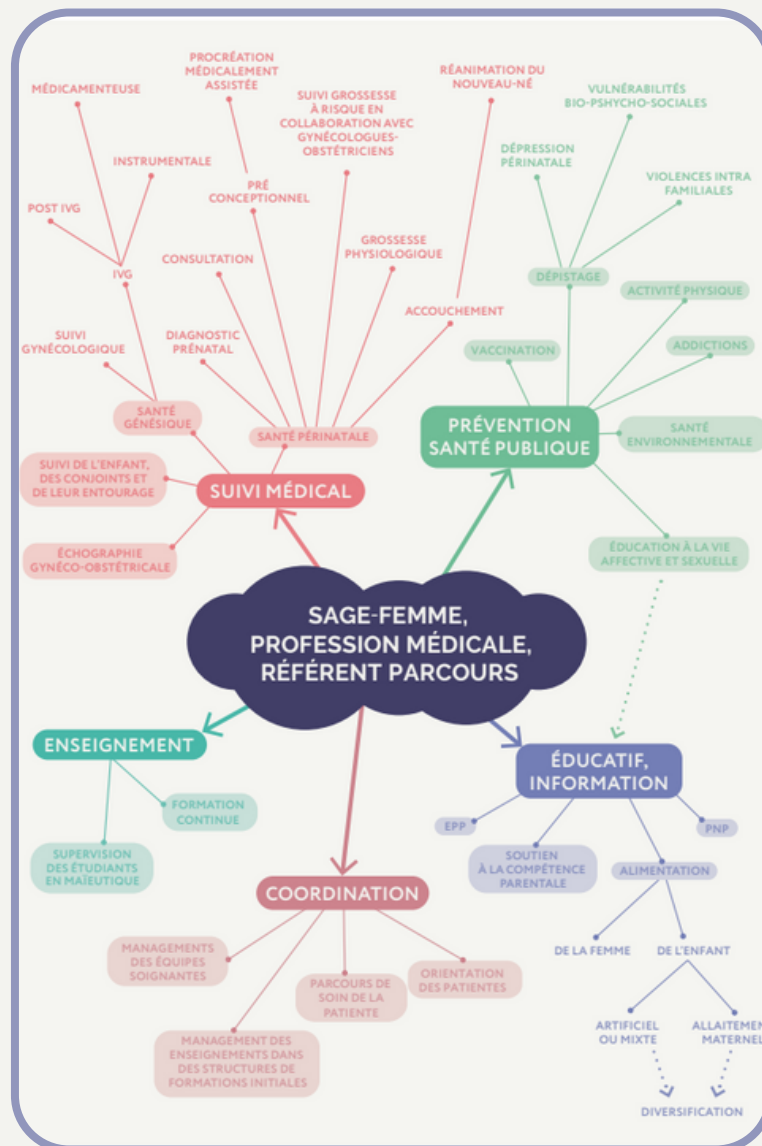 PROCRÉATION
MÉDICALEMENT
ASSISTÉE
RÉANIMATION DU
NOUVEAU-NÉ
MÉDICAMENTEUSE
SUIVI GROSSESSE
À RISQUE EN
COLLABORATION AVEC
GYNÉCOLOGUES-
OBSTÉTRICIENS
VULNÉRABILITÉS
BIO-PSHYCHO-SOCIALES
INSTRUMENTALE
DÉPRESSION
PÉRINATALE
VIOLENCES INTRA
FAMILIALES
POST IVG
PRÉ
CONCEPTIONNEL
IVG
CONSULTATION
GROSSESSE
PHYSIOLOGIQUE
DÉPISTAGE
ACTIVITÉ PHYSIQUE
SUIVI
GYNÉCOLOGIQUE
DIAGNOSTIC
PRÉNATAL
ACCOUCHEMENT
VACCINATION
ADDICTIONS
SANTÉ
GÉNÉSIQUE
SANTÉ PÉRINATALE
PRÉVENTION
SANTÉ PUBLIQUE
SANTÉ
ENVIRONNEMENTALE
SUIVI DE L'ENFANT,
DES CONJOINTS ET
DE LEUR ENTOURAGE
SUIVI MÉDICAL
ÉCHOGRAPHIE
GYNÉCO-OBSTÉTRICALE
ÉDUCATION À LA VIE
AFFECTIVE ET SEXUELLE
SAGE-FEMME,
PROFESSION MÉDICALE,
RÉFÉRENT PARCOURS
ENSEIGNEMENT
ÉDUCATIF,
INFORMATION
FORMATION
CONTINUE
SUPERVISION
DES ÉTUDIANTS
EN MAÏEUTIQUE
EPP
PNP
SOUTIEN
À LA COMPÉTENCE
PARENTALE
ALIMENTATION
COORDINATION
MANAGEMENTS
DES ÉQUIPES
SOIGNANTES
PARCOURS DE
SOIN DE LA
PATIENTE
ORIENTATION
DES PATIENTES
DE LA FEMME
DE L'ENFANT
MANAGEMENT DES
ENSEIGNEMENTS DANS
DES STRUCTURES DE
FORMATIONS INITIALES
ARTIFICIEL
OU MIXTE
ALLAITEMEN
MATERNEL
DIVERSIFICATION